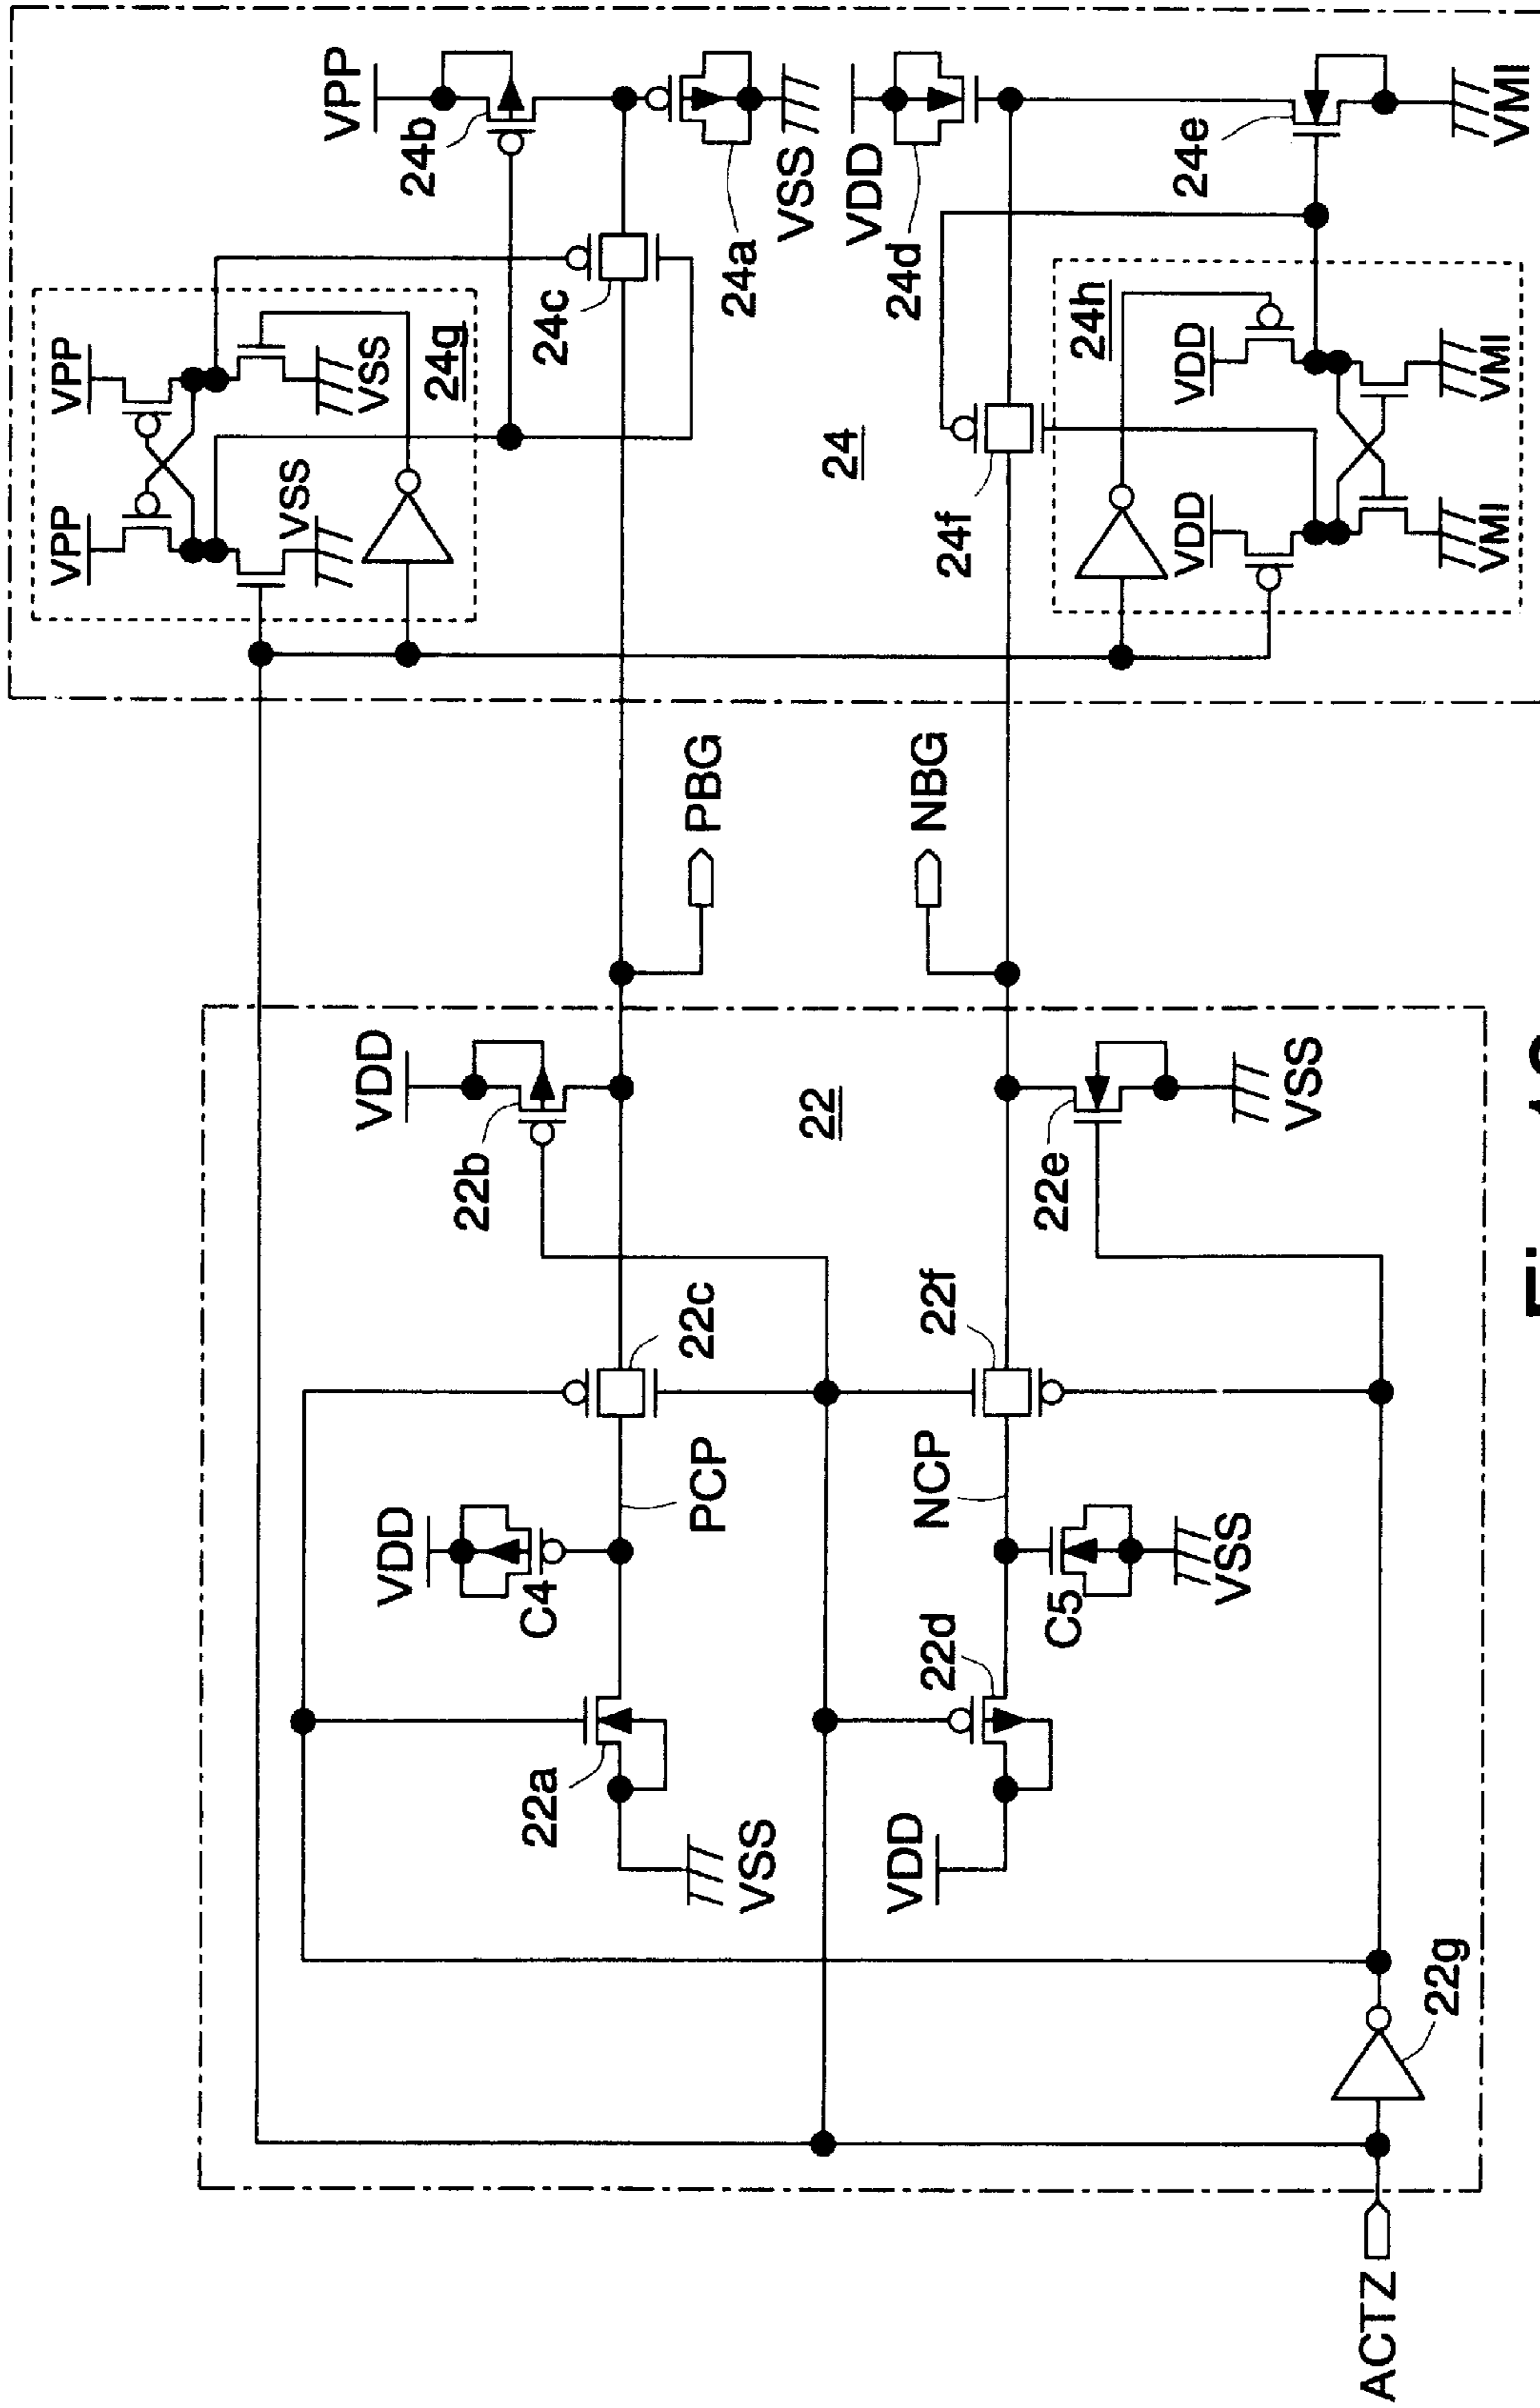 VPP
VPP
VPP
24b
VSS
VSS
24g
24c
24a
VSS
VDD
24d
24
24f
24h
VDD
VDD
24e
VMI
VMI
VMI
PBG
NBG
VDD
22b
22
22e
VSS
22c
22f
VDD
C4
PCP
NCP
C5
VSS
22a
VSS
22d
VDD
22g
ACTZ